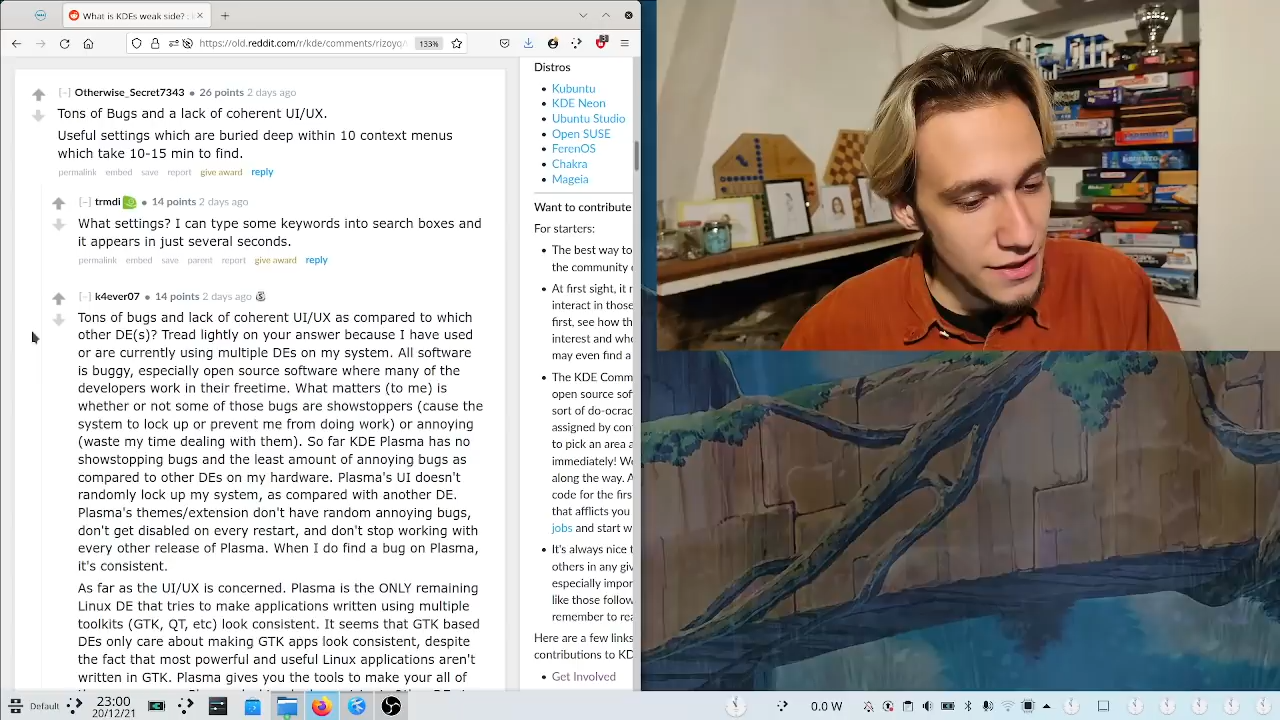 What is KDEs weak side? : 
https://old.reddit.com/r/kde/comments/rizoyo/
133%
[–] Otherwise_Secret7343 • 26 points 2 days ago
Tons of Bugs and a lack of coherent UI/UX.
Useful settings which are buried deep within 10 context menus
which take 10-15 min to find.
permalink embed save report give award reply
[–] trmdi • 14 points 2 days ago
What settings? I can type some keywords into search boxes and
it appears in just several seconds.
permalink embed save parent report give award reply
[–] k4ever07 • 14 points 2 days ago
Tons of bugs and lack of coherent UI/UX as compared to which
other DE(s)? Tread lightly on your answer because I have used
or are currently using multiple DEs on my system. All software
is buggy, especially open source software where many of the
developers work in their freetime. What matters (to me) is
whether or not some of those bugs are showstoppers (cause the
system to lock up or prevent me from doing work) or annoying
(waste my time dealing with them). So far KDE Plasma has no
showstopping bugs and the least amount of annoying bugs as
compared to other DEs on my hardware. Plasma's UI doesn't
randomly lock up my system, as compared with another DE.
Plasma's themes/extension don't have random annoying bugs,
don't get disabled on every restart, and don't stop working with
every other release of Plasma. When I do find a bug on Plasma,
it's consistent.
As far as the UI/UX is concerned. Plasma is the ONLY remaining
Linux DE that tries to make applications written using multiple
toolkits (GTK, QT, etc) look consistent. It seems that GTK based
DEs only care about making GTK apps look consistent, despite
the fact that most powerful and useful Linux applications aren't
written in GTK. Plasma gives you the tools to make your all of
Distros
Kubuntu
KDE Neon
Ubuntu Studio
Open SUSE
FerenOS
Chakra
Mageia
Want to contribute
For starters:
• The best way to
the community
• At first sight, it
interact in those
first, see how th
interest and whe
may even find a
• The KDE Comm
open source sof
sort of do-ocrac
assigned by con
to pick an area a
immediately! We
along the way. A
code for the first
that afflicts you
jobs and start w
• It's always nice t
others in any giv
especially impor
like those follow
remember to rea
Here are a few links
contributions to KD
• Get Involved
Default
23:00
20/12/21
0.0 W